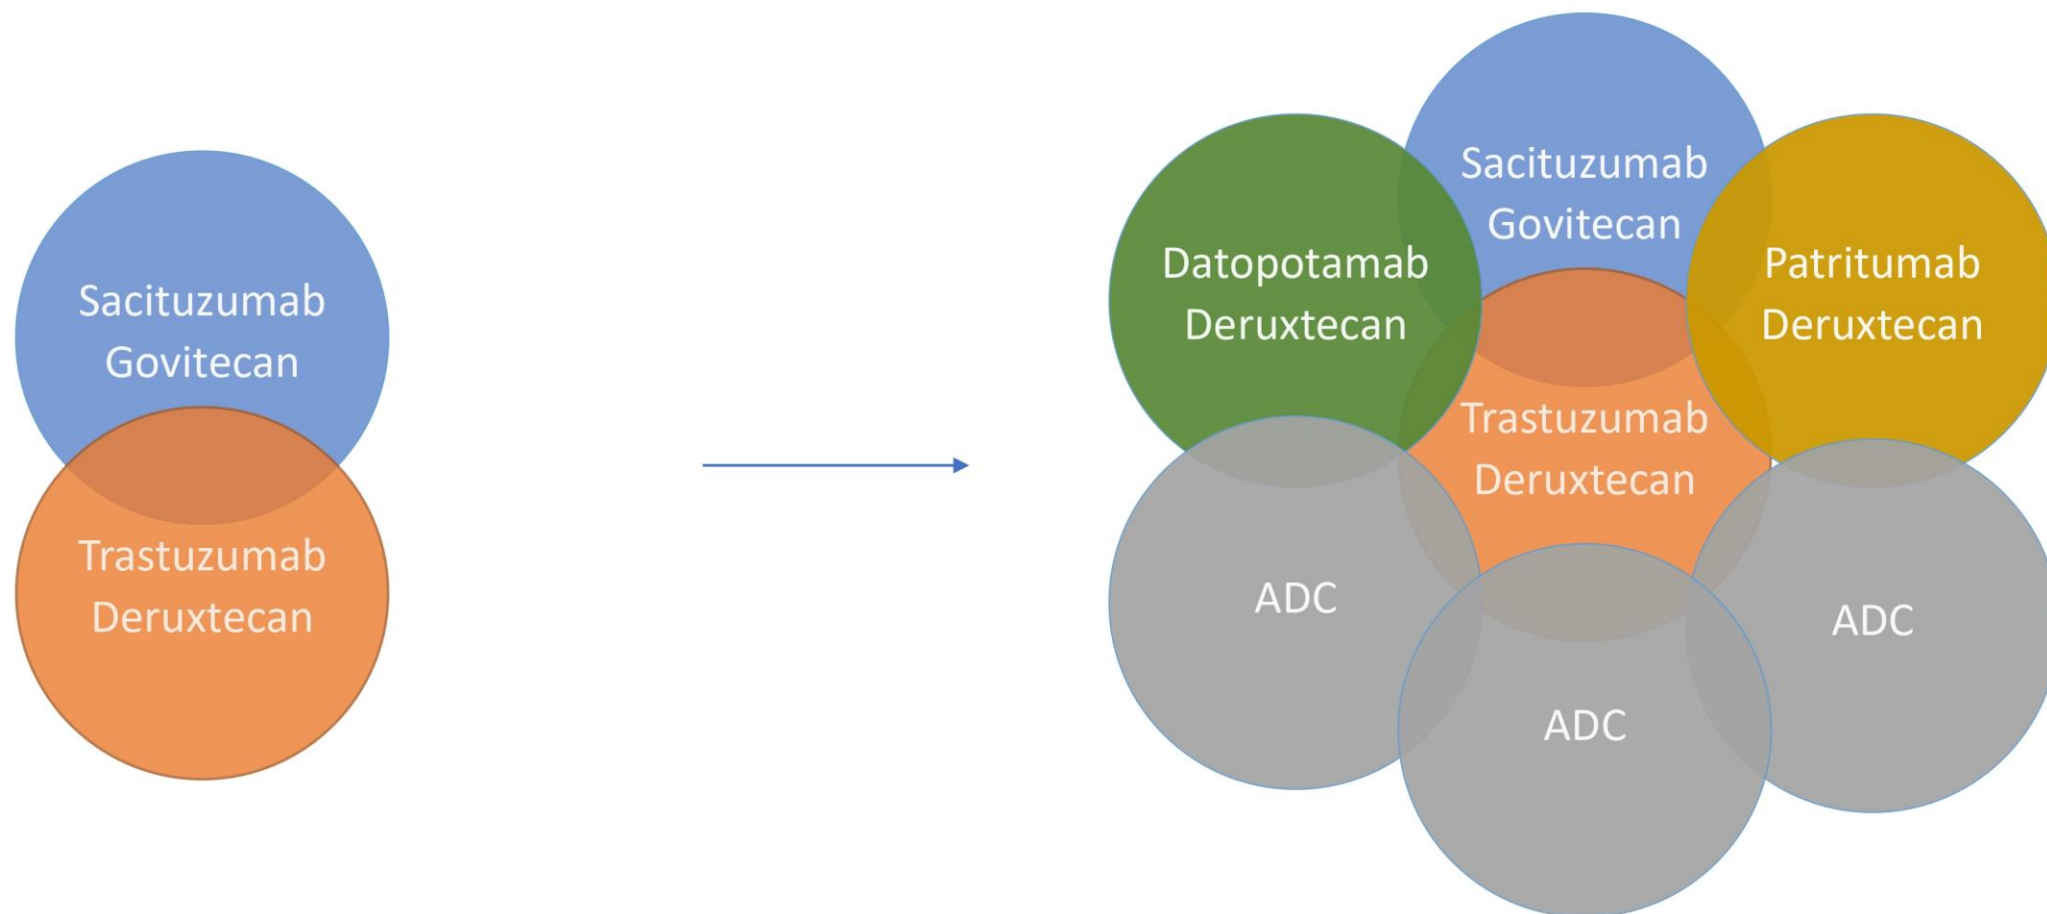 Sacituzumab
Govitecan
Trastuzumab
Deruxtecan
Sacituzumab
Govitecan
Datopotamab
Deruxtecan
Patritumab
Deruxtecan
Trastuzumab
Deruxtecan
ADC
ADC
ADC